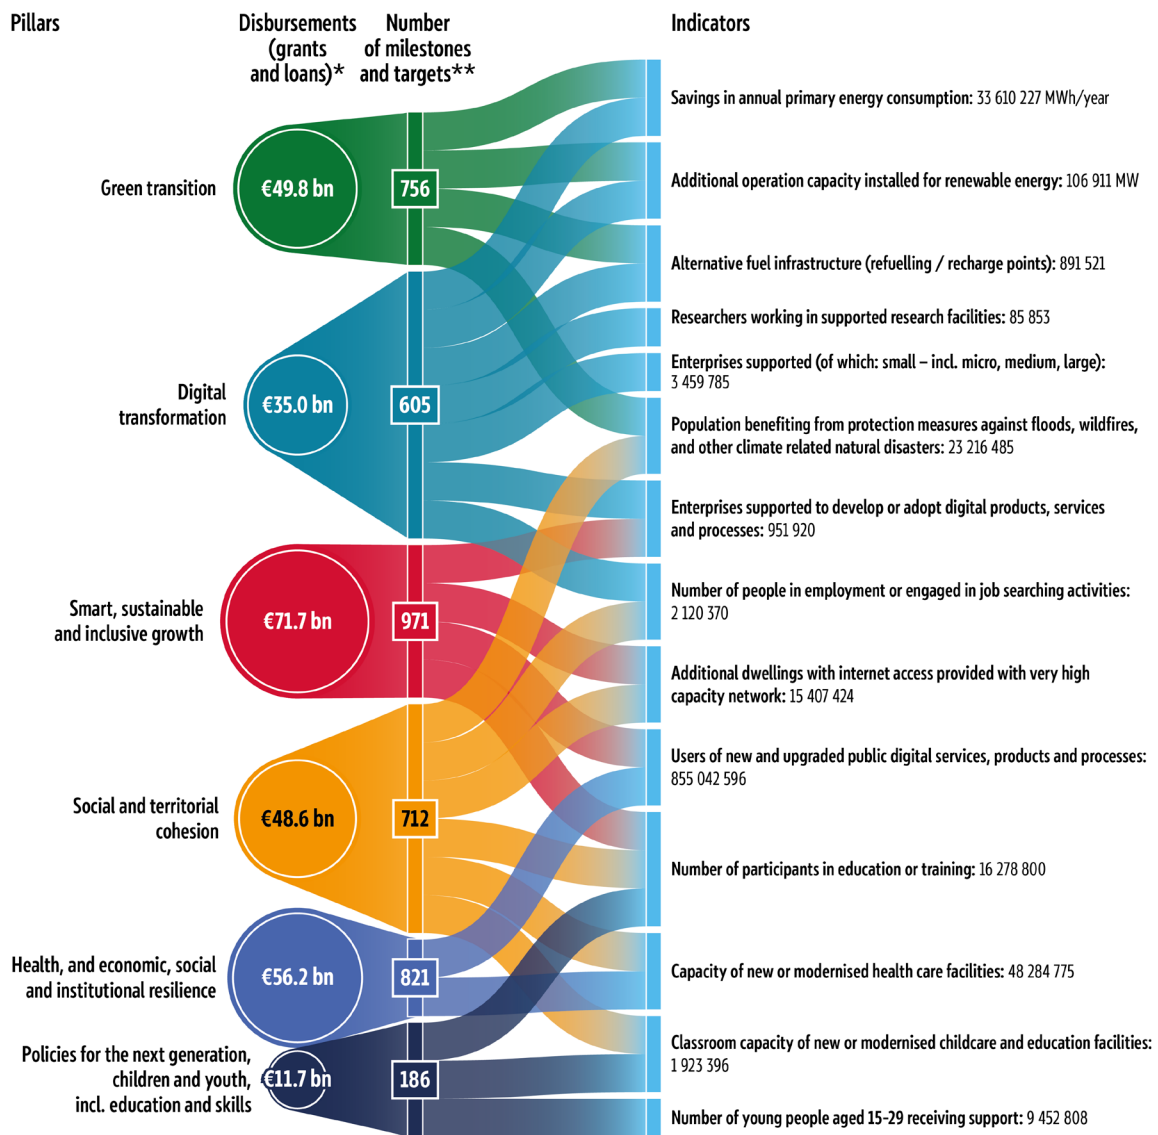 Pillars
Disbursements
(grants
and loans)*
Number
of milestones
and targets**
Indicators
Green transition
€49.8 bn
756
Digital
transformation
€35.0 bn
605
Smart, sustainable
and inclusive growth
€71.7 bn
971
Social and territorial
cohesion
€48.6 bn
712
Health, and economic, social
and institutional resilience
€56.2 bn
821
Policies for the next generation,
children and youth,
incl. education and skills
€11.7 bn
186
Savings in annual primary energy consumption: 33 610 227 MWh/year
Additional operation capacity installed for renewable energy: 106 911 MW
Alternative fuel infrastructure (refuelling / recharge points): 891 521
Researchers working in supported research facilities: 85 853
Enterprises supported (of which: small – incl. micro, medium, large):
3 459 785
Population benefiting from protection measures against floods, wildfires,
and other climate related natural disasters: 23 216 485
Enterprises supported to develop or adopt digital products, services
and processes: 951 920
Number of people in employment or engaged in job searching activities:
2 120 370
Additional dwellings with internet access provided with very high
capacity network: 15 407 424
Users of new and upgraded public digital services, products and processes:
855 042 596
Number of participants in education or training: 16 278 800
Capacity of new or modernised health care facilities: 48 284 775
Classroom capacity of new or modernised childcare and education facilities:
1 923 396
Number of young people aged 15-29 receiving support: 9 452 808